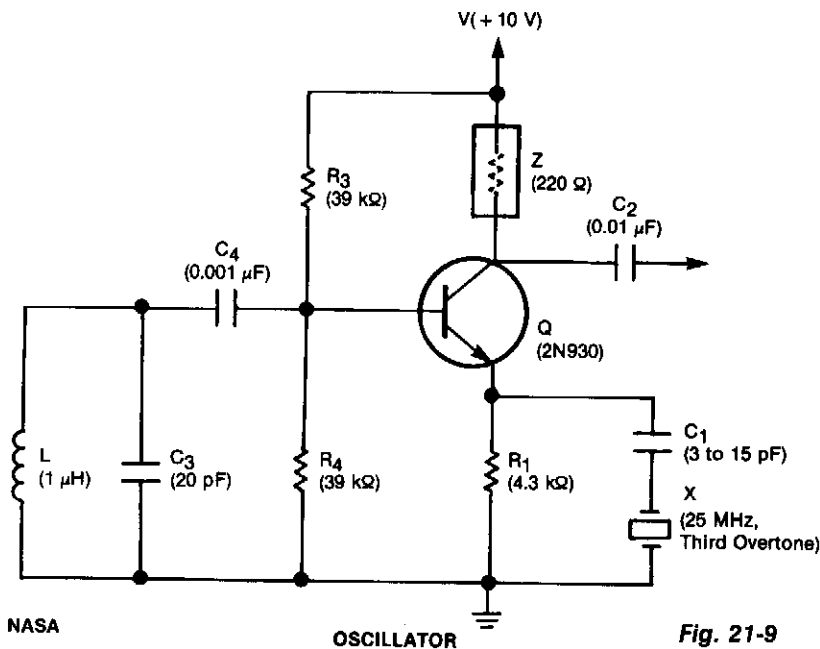 V(+ 10 V)
R3
(39 kΩ)
Z
(220 Ω)
C2
(0.01 μF)
C4
(0.001 μF)
Q
(2N930)
L
(1 μH)
C3
(20 pF)
R4
(39 kΩ)
R1
(4.3 kΩ)
C1
(3 to 15 pF)
X
(25 MHz,
Third Overtone)
NASA
OSCILLATOR
Fig. 21-9